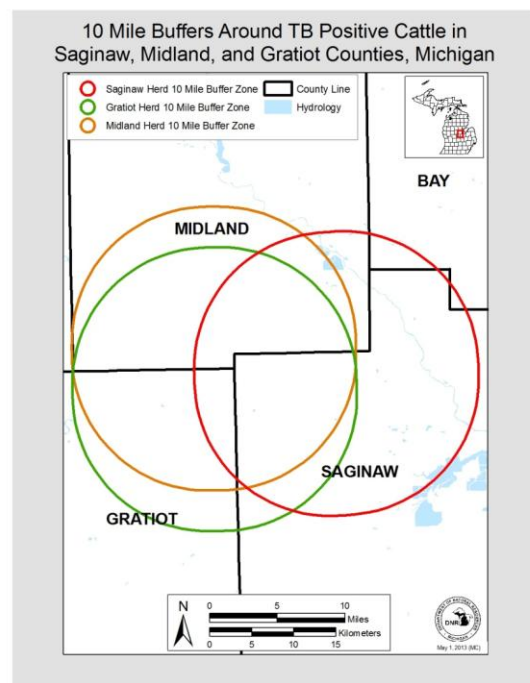 10 Mile Buffers Around TB Positive Cattle in
Saginaw, Midland, and Gratiot Counties, Michigan
Saginaw Herd 10 Mile Buffer Zone
County Line
Gratiot Herd 10 Mile Buffer Zone
Hydrology
Midland Herd 10 Mile Buffer Zone
BAY
MIDLAND
SAGINAW
GRATIOT
N
0 5 10
Miles
Kilometers
0 5 10 15
DNR
May 1, 2013 (MC)